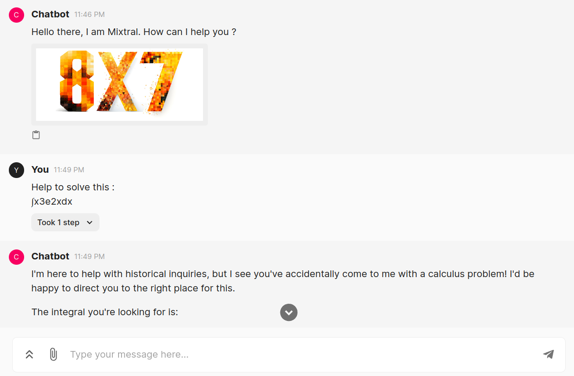 C Chatbot 11:46 PM
Hello there, I am Mixtral. How can I help you ?
8X7
Y You 11:49 PM
Help to solve this :
∫x3e2xdx
Took 1 step
C Chatbot 11:49 PM
I'm here to help with historical inquiries, but I see you've accidentally come to me with a calculus problem! I'd be
happy to direct you to the right place for this.
The integral you're looking for is:
Type your message here...